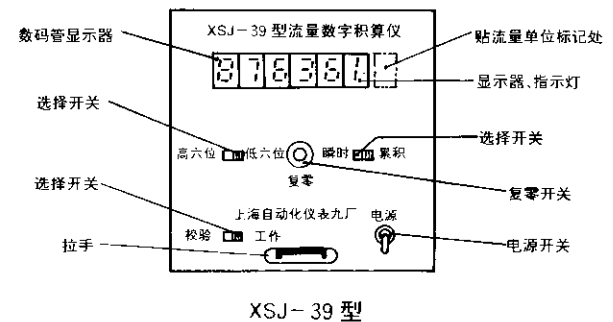 XSJ-39 型流量数字积算仪
数码管显示器
贴流量单位标记处
876361.
显示器、指示灯
选择开关
选择开关
高六位 低六位 瞬时 累积
复零
选择开关
复零开关
上海自动化仪表九厂 电源
校验 工作
拉手
电源开关
XSJ-39 型